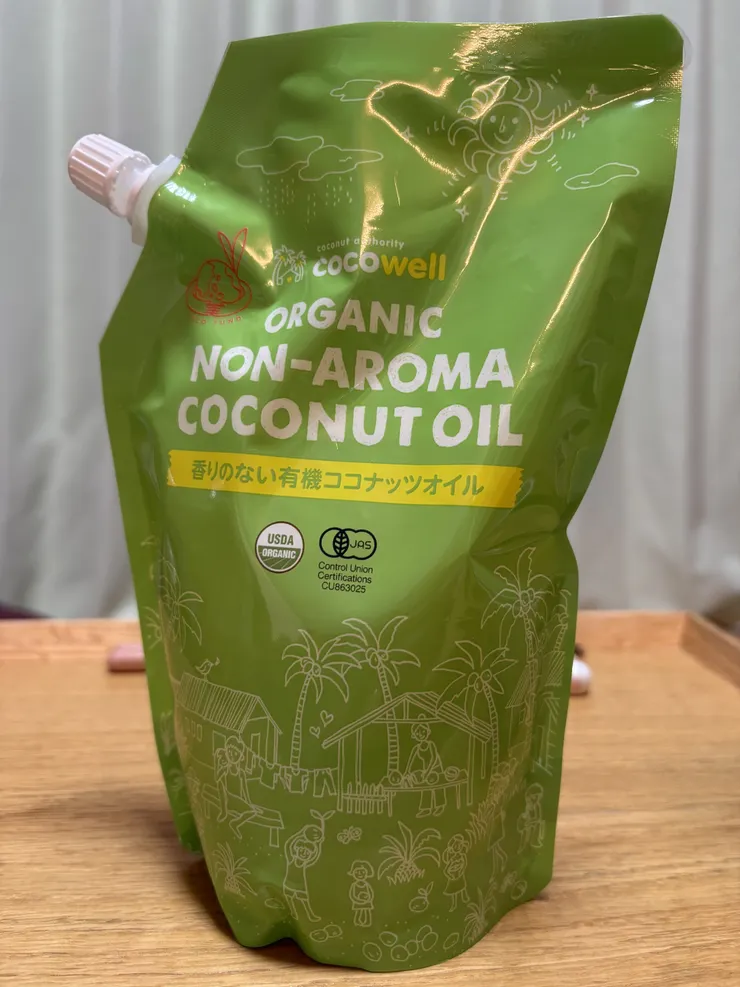 coconut authority
cocowell
ORGANIC
NON-AROMA
COCONUT OIL
香りのない有機ココナッツオイル
USDA
ORGANIC
JAS
Control Union
Certifications
CU863025